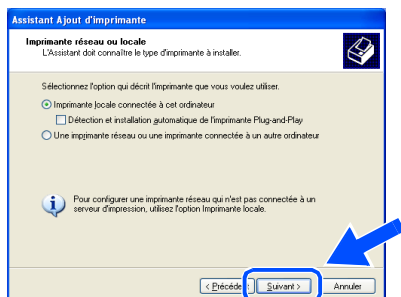 Assistant Ajout d'imprimante
Imprimante réseau ou locale
L'Assistant doit connaître le type d'imprimante à installer.
Sélectionnez l'option qui décrit l'imprimante que vous voulez utiliser.
Imprimante locale connectée à cet ordinateur
Détection et installation automatique de l'imprimante Plug-and-Play
Une imprimante réseau ou une imprimante connectée à un autre ordinateur
Pour configurer une imprimante réseau qui n'est pas connectée à un
serveur d'impression, utilisez l'option Imprimante locale.
< Précéde t Suivant > Annuler